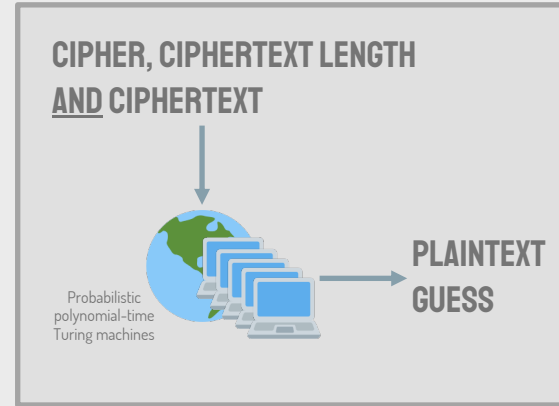 CIPHER, CIPHERTEXT LENGTH
AND CIPHERTEXT
PLAINTEXT
GUESS
Probabilistic
polynomial-time
Turing machines